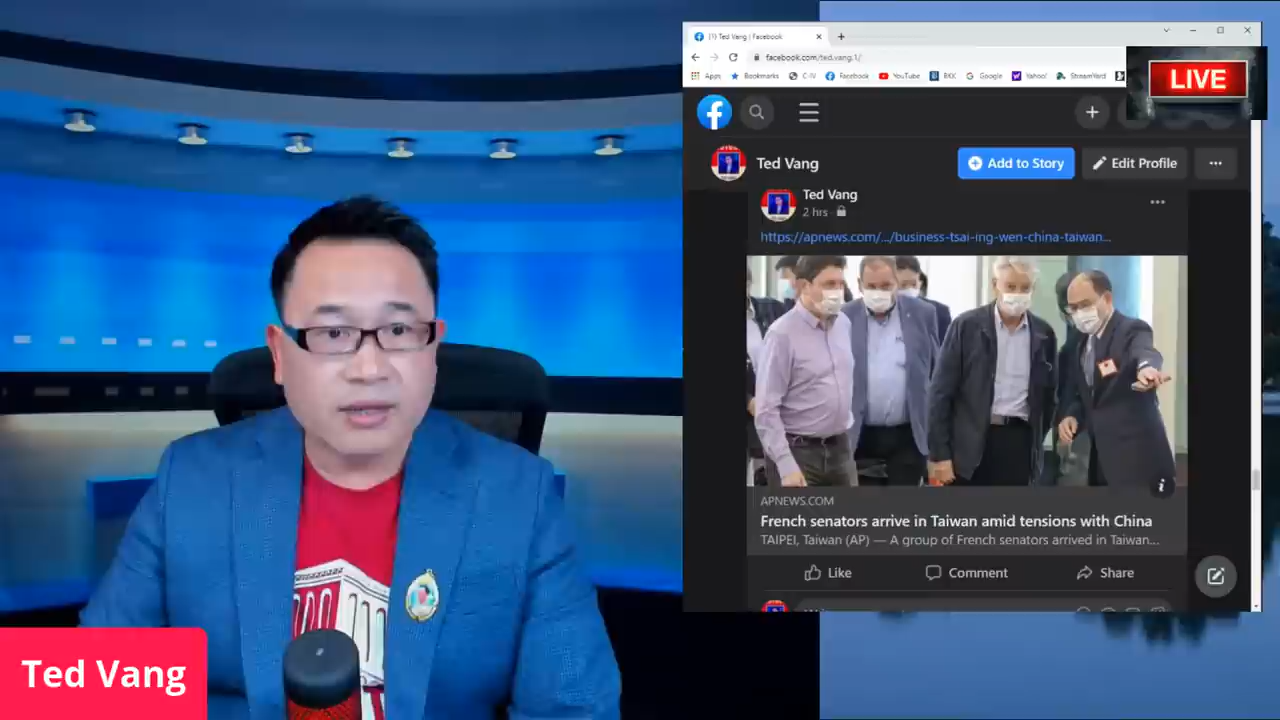 (1) Ted Vang | Facebook
facebook.com/ted.vang.1/
Apps Bookmarks C-IV Facebook YouTube BKK Google Yahoo! StreamYard
LIVE
Ted Vang
Add to Story
Edit Profile
Ted Vang
2 hrs
https://apnews.com/.../business-tsai-ing-wen-china-taiwan...
APNEWS.COM
French senators arrive in Taiwan amid tensions with China
TAIPEI, Taiwan (AP) — A group of French senators arrived in Taiwan...
Like Comment Share
Ted Vang